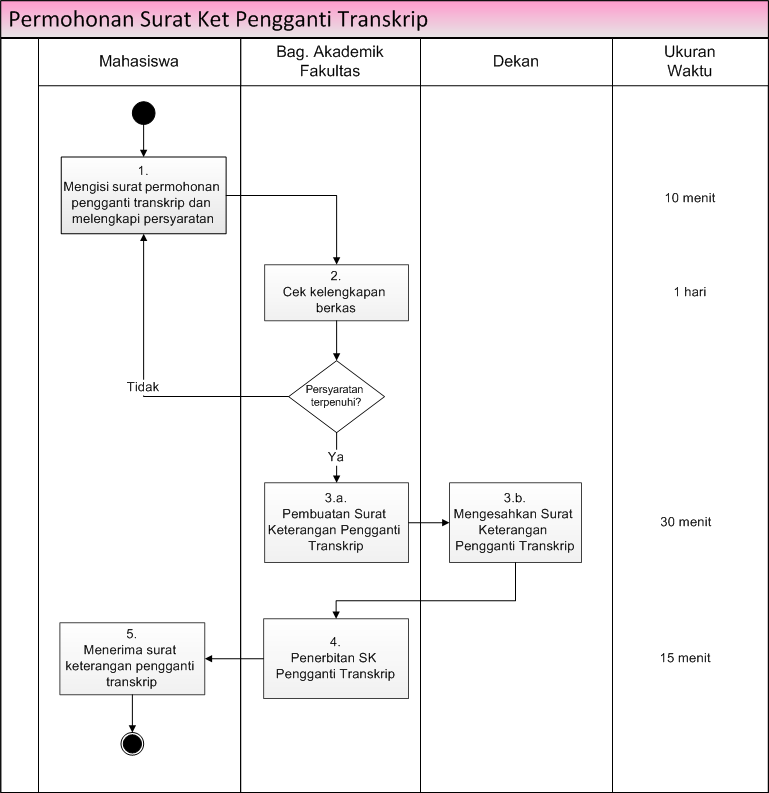 Permohonan Surat Ket Pengganti Transkrip
Mahasiswa
Bag. Akademik
Fakultas
Dekan
Ukuran
Waktu
1.
Mengisi surat permohonan
pengganti transkrip dan
melengkapi persyaratan
10 menit
2.
Cek kelengkapan
berkas
1 hari
Persyaratan
terpenuhi?
Tidak
Ya
3.a.
Pembuatan Surat
Keterangan Pengganti
Transkrip
3.b.
Mengesahkan Surat
Keterangan
Pengganti Transkrip
30 menit
4.
Penerbitan SK
Pengganti Transkrip
15 menit
5.
Menerima surat
keterangan pengganti
transkrip